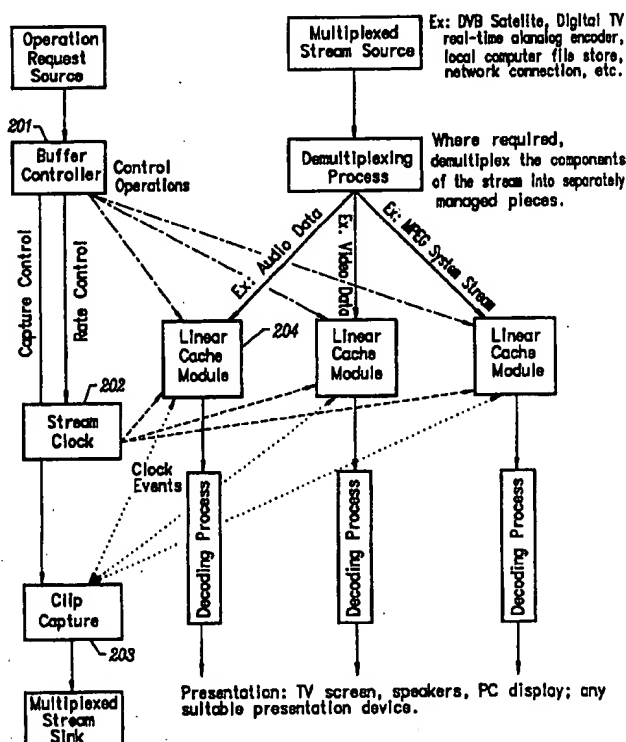 Operation
Request
Source
Multiplexed
Stream Source
Ex: DVB Satellite, Digital TV
real-time akanalog encoder,
local computer file store,
network connection, etc.
201
Buffer
Controller
Control
Operations
Demultiplexing
Process
Where required,
demultiplex the components
of the stream into separately
managed pieces.
Capture Control
Rate Control
Ex: Audio Data
Ex. Video Data
Ex: MPEG System Stream
Linear
Cache
Module
204
Linear
Cache
Module
Linear
Cache
Module
202
Stream
Clock
Clock
Events
Decoding Process
Decoding Process
Decoding Process
Clip
Capture
203
Multiplexed
Stream
Sink
Presentation: TV screen, speakers, PC display; any
suitable presentation device.